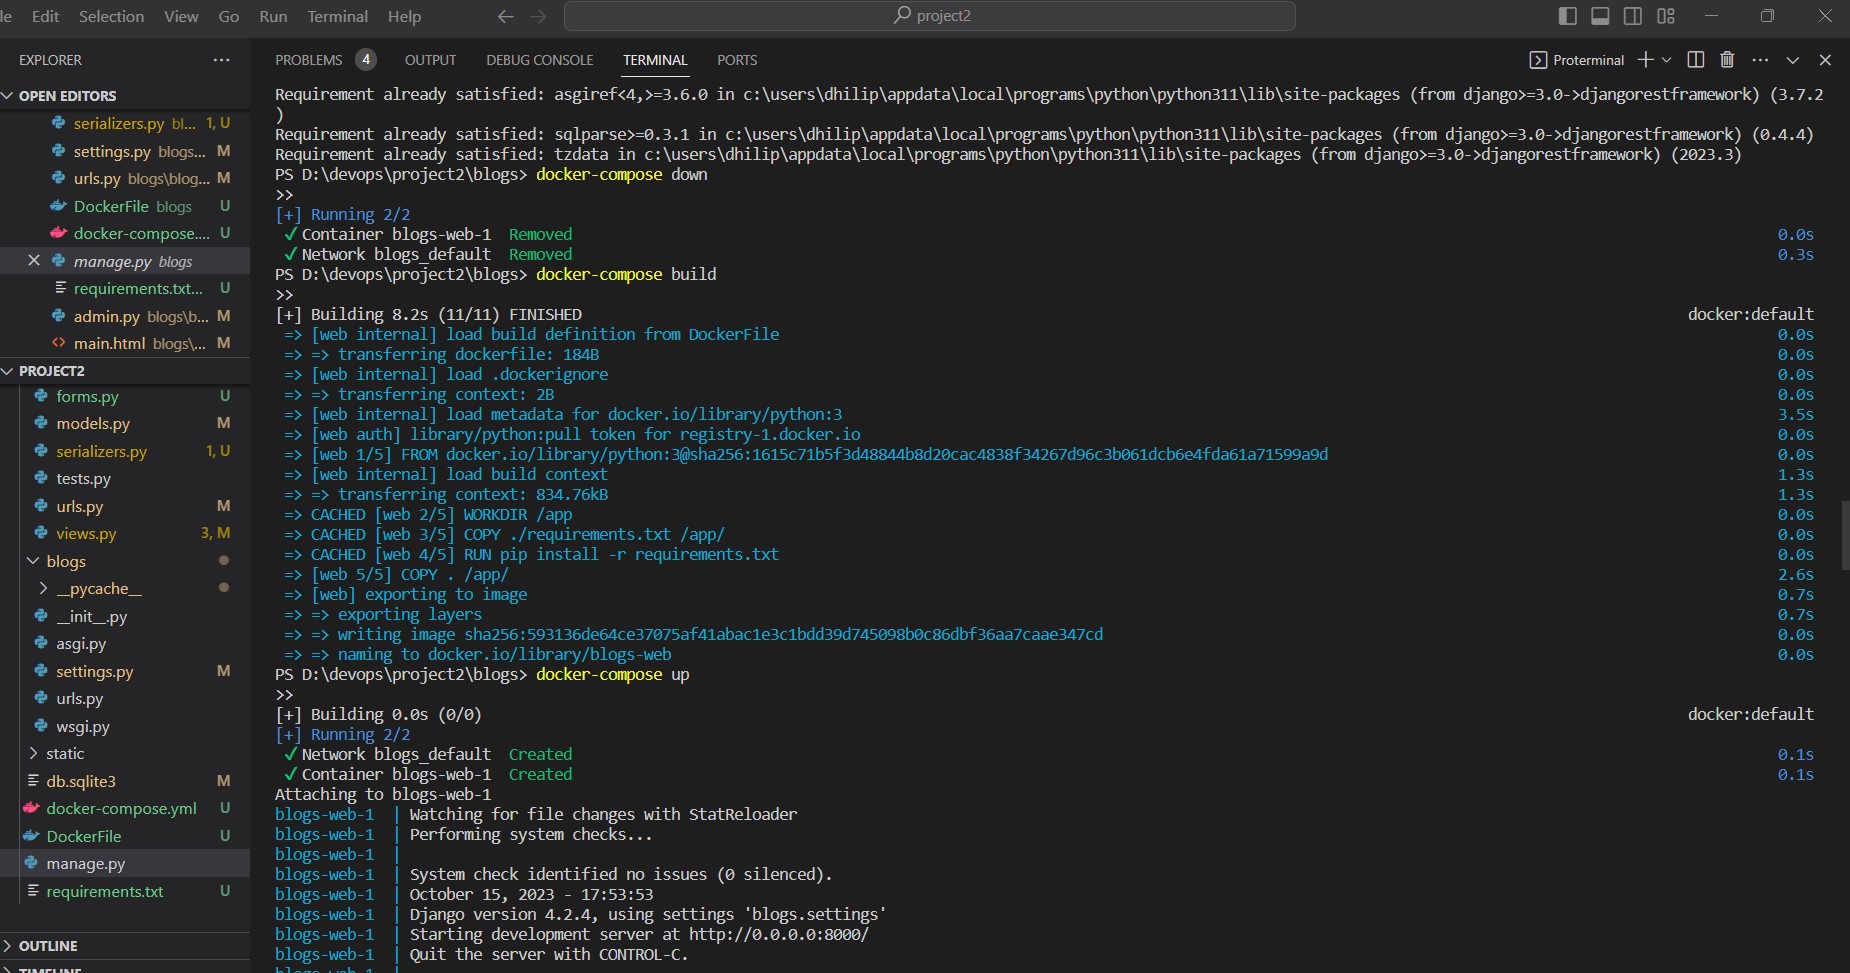 le Edit Selection View Go Run Terminal Help
project2
EXPLORER
OPEN EDITORS
serializers.py bl... 1, U
settings.py blogs... M
urls.py blogs\blog... M
DockerFile blogs U
docker-compose.... U
manage.py blogs
requirements.txt... U
admin.py blogs\b... M
main.html blogs\... M
PROJECT2
forms.py U
models.py M
serializers.py 1, U
tests.py
urls.py M
views.py 3, M
blogs
__pycache__
__init__.py
asgi.py
settings.py M
urls.py
wsgi.py
static
db.sqlite3 M
docker-compose.yml U
DockerFile U
manage.py
requirements.txt U
OUTLINE
TIMELINE
PROBLEMS 4 OUTPUT DEBUG CONSOLE TERMINAL PORTS
Proterminal
Requirement already satisfied: asgiref<4,>=3.6.0 in c:\users\dhilip\appdata\local\programs\python\python311\lib\site-packages (from django>=3.0->djangorestframework) (3.7.2
)
Requirement already satisfied: sqlparse>=0.3.1 in c:\users\dhilip\appdata\local\programs\python\python311\lib\site-packages (from django>=3.0->djangorestframework) (0.4.4)
Requirement already satisfied: tzdata in c:\users\dhilip\appdata\local\programs\python\python311\lib\site-packages (from django>=3.0->djangorestframework) (2023.3)
PS D:\devops\project2\blogs> docker-compose down
>>
[+] Running 2/2
✔Container blogs-web-1 Removed 0.0s
✔Network blogs_default Removed 0.3s
PS D:\devops\project2\blogs> docker-compose build
>>
[+] Building 8.2s (11/11) FINISHED docker:default
=> [web internal] load build definition from DockerFile 0.0s
=> => transferring dockerfile: 184B 0.0s
=> [web internal] load .dockerignore 0.0s
=> => transferring context: 2B 0.0s
=> [web internal] load metadata for docker.io/library/python:3 3.5s
=> [web auth] library/python:pull token for registry-1.docker.io 0.0s
=> [web 1/5] FROM docker.io/library/python:3@sha256:1615c71b5f3d48844b8d20cac4838f34267d96c3b061dcb6e4fda61a71599a9d 0.0s
=> [web internal] load build context 1.3s
=> => transferring context: 834.76kB 1.3s
=> CACHED [web 2/5] WORKDIR /app 0.0s
=> CACHED [web 3/5] COPY ./requirements.txt /app/ 0.0s
=> CACHED [web 4/5] RUN pip install -r requirements.txt 0.0s
=> [web 5/5] COPY . /app/ 2.6s
=> [web] exporting to image 0.7s
=> => exporting layers 0.7s
=> => writing image sha256:593136de64ce37075af41abac1e3c1bdd39d745098b0c86dbf36aa7caae347cd 0.0s
=> => naming to docker.io/library/blogs-web 0.0s
PS D:\devops\project2\blogs> docker-compose up
>>
[+] Building 0.0s (0/0) docker:default
[+] Running 2/2
✔Network blogs_default Created 0.1s
✔Container blogs-web-1 Created 0.1s
Attaching to blogs-web-1
blogs-web-1 | Watching for file changes with StatReloader
blogs-web-1 | Performing system checks...
blogs-web-1 |
blogs-web-1 | System check identified no issues (0 silenced).
blogs-web-1 | October 15, 2023 - 17:53:53
blogs-web-1 | Django version 4.2.4, using settings 'blogs.settings'
blogs-web-1 | Starting development server at http://0.0.0.0:8000/
blogs-web-1 | Quit the server with CONTROL-C.
blogs-web-1 |